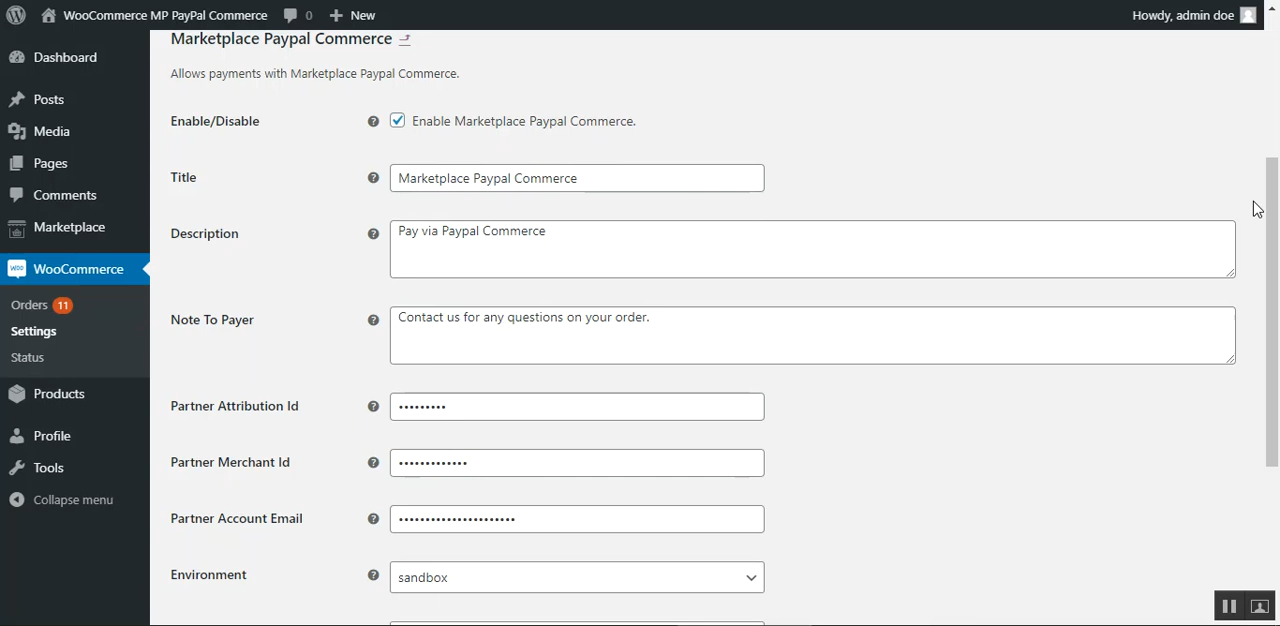 WooCommerce MP PayPal Commerce 0 New Howdy, admin doe
Dashboard
Posts
Media
Pages
Comments
Marketplace
woo WooCommerce
Orders 11
Settings
Status
Products
Profile
Tools
Collapse menu
Marketplace Paypal Commerce
Allows payments with Marketplace Paypal Commerce.
Enable/Disable ? Enable Marketplace Paypal Commerce.
Title ? Marketplace Paypal Commerce
Description ? Pay via Paypal Commerce
Note To Payer ? Contact us for any questions on your order.
Partner Attribution Id ? •••••••••
Partner Merchant Id ? •••••••••••••
Partner Account Email ? ••••••••••••••••••••••
Environment ? sandbox